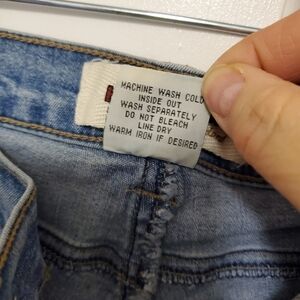 MACHINE WASH COLD
INSIDE OUT
WASH SEPARATELY
DO NOT BLEACH
LINE DRY
WARM IRON IF DESIRED